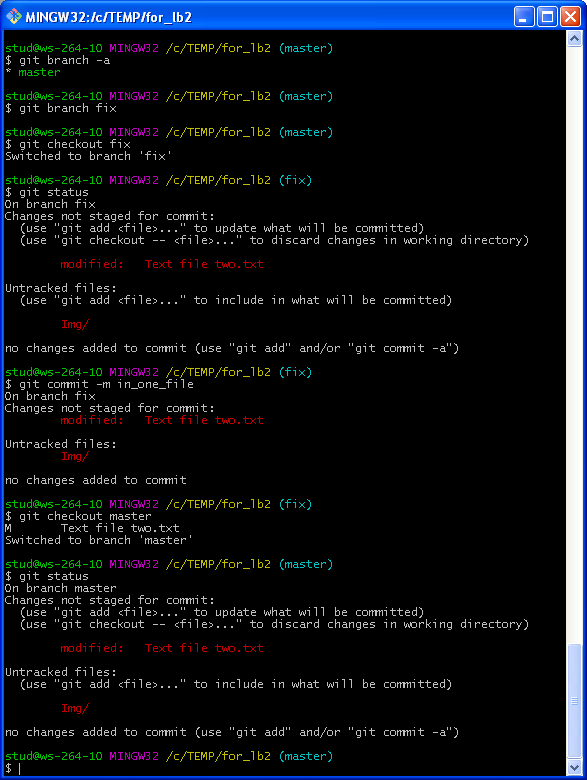 MINGW32:/c/TEMP/for_lb2
stud@ws-264-10 MINGW32 /c/TEMP/for_lb2 (master)
$ git branch -a
* master
stud@ws-264-10 MINGW32 /c/TEMP/for_lb2 (master)
$ git branch fix
stud@ws-264-10 MINGW32 /c/TEMP/for_lb2 (master)
$ git checkout fix
Switched to branch 'fix'
stud@ws-264-10 MINGW32 /c/TEMP/for_lb2 (fix)
$ git status
On branch fix
Changes not staged for commit:
  (use "git add <file>..." to update what will be committed)
  (use "git checkout -- <file>..." to discard changes in working directory)
        modified:   Text file two.txt
Untracked files:
  (use "git add <file>..." to include in what will be committed)
        Img/
no changes added to commit (use "git add" and/or "git commit -a")
stud@ws-264-10 MINGW32 /c/TEMP/for_lb2 (fix)
$ git commit -m in_one_file
On branch fix
Changes not staged for commit:
        modified:   Text file two.txt
Untracked files:
        Img/
no changes added to commit
stud@ws-264-10 MINGW32 /c/TEMP/for_lb2 (fix)
$ git checkout master
M       Text file two.txt
Switched to branch 'master'
stud@ws-264-10 MINGW32 /c/TEMP/for_lb2 (master)
$ git status
On branch master
Changes not staged for commit:
  (use "git add <file>..." to update what will be committed)
  (use "git checkout -- <file>..." to discard changes in working directory)
        modified:   Text file two.txt
Untracked files:
  (use "git add <file>..." to include in what will be committed)
        Img/
no changes added to commit (use "git add" and/or "git commit -a")
stud@ws-264-10 MINGW32 /c/TEMP/for_lb2 (master)
$